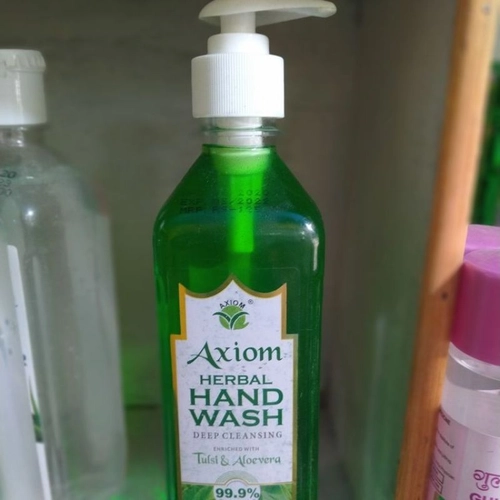 AXIOM ®
Axiom
HERBAL
HAND
WASH
DEEP CLEANSING
ENRICHED WITH
Tulsi & Aloevera
99.9%